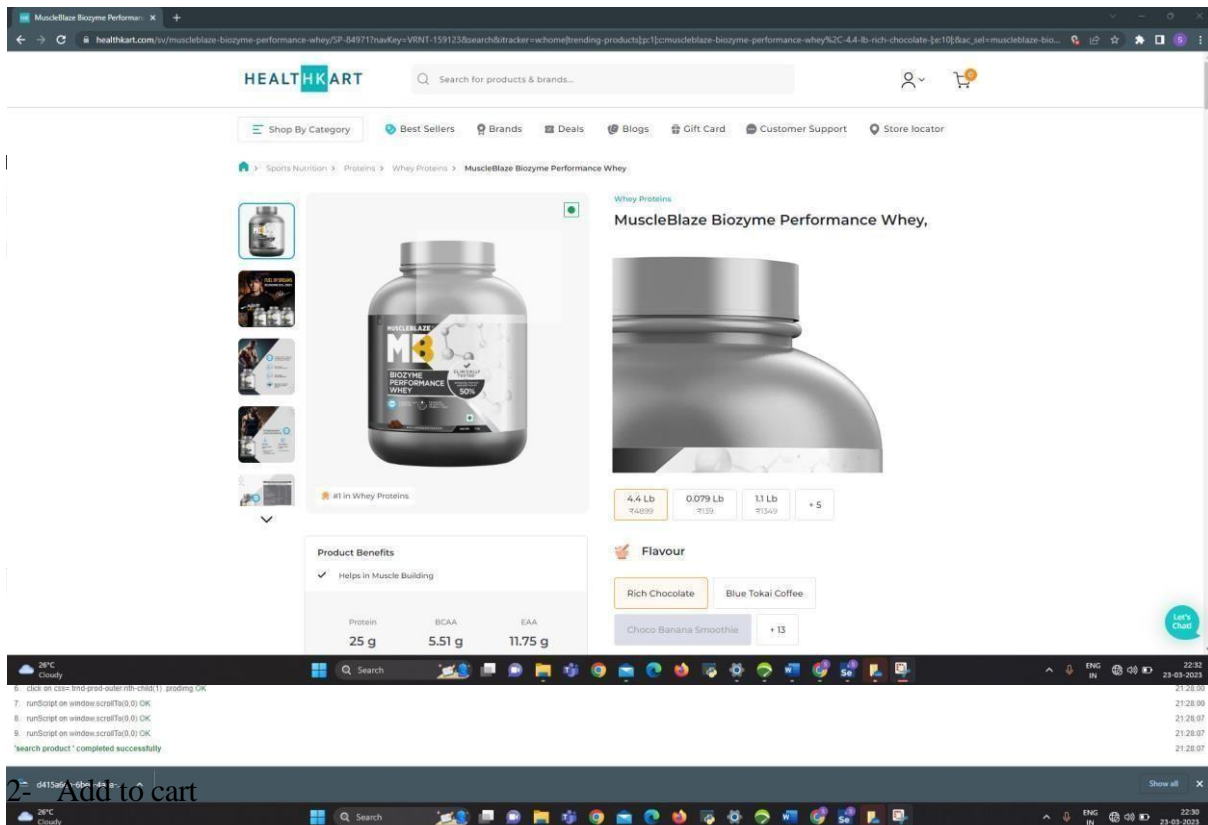 MuscleBlaze Biozyme Performan
healthkart.com/sv/muscleblaze-biozyme-performance-whey/SP-84971?navKey=VRNT-159123&search&itracker=w:home|trending-products|;p:1|;c:muscleblaze-biozyme-performance-whey%2C-4.4-lb-rich-chocolate-|;e:10|;&ac_sel=muscleblaze-bio...
HEALTHKART
Search for products & brands...
Shop By Category Best Sellers Brands Deals Blogs Gift Card Customer Support Store locator
Sports Nutrition > Proteins > Whey Proteins > MuscleBlaze Biozyme Performance Whey
Whey Proteins
MuscleBlaze Biozyme Performance Whey,
MUSCLEBLAZE
MB
BIOZYME
PERFORMANCE
WHEY
CLINICALLY
TESTED
50%
#1 in Whey Proteins
4.4 Lb 0.079 Lb 1.1 Lb + 5
₹4899 ₹139 ₹1349
Product Benefits
Helps in Muscle Building
Protein BCAA EAA
25 g 5.51 g 11.75 g
Flavour
Rich Chocolate Blue Tokai Coffee
Choco Banana Smoothie + 13
Let's
Chat!
26°C
Cloudy
Search
ENG
IN
22:32
23-03-2023
6. click on css=.trnd-prod-outer:nth-child(1) .prodimg OK 21:28:00
7. runScript on window.scrollTo(0,0) OK 21:28:00
8. runScript on window.scrollTo(0,0) OK 21:28:07
9. runScript on window.scrollTo(0,0) OK 21:28:07
'search product ' completed successfully 21:28:07
Show all
2- Add to cart
26°C
Cloudy
Search
ENG
IN
22:30
23-03-2023